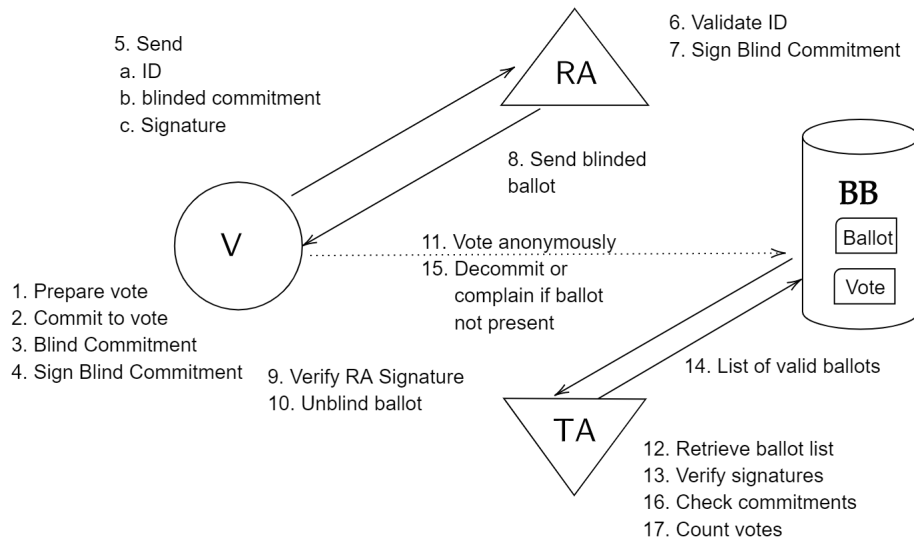 5. Send
a. ID
b. blinded commitment
c. Signature
RA
6. Validate ID
7. Sign Blind Commitment
8. Send blinded
ballot
BB
Ballot
Vote
V
11. Vote anonymously
15. Decommit or
complain if ballot
not present
1. Prepare vote
2. Commit to vote
3. Blind Commitment
4. Sign Blind Commitment
9. Verify RA Signature
10. Unblind ballot
14. List of valid ballots
TA
12. Retrieve ballot list
13. Verify signatures
16. Check commitments
17. Count votes